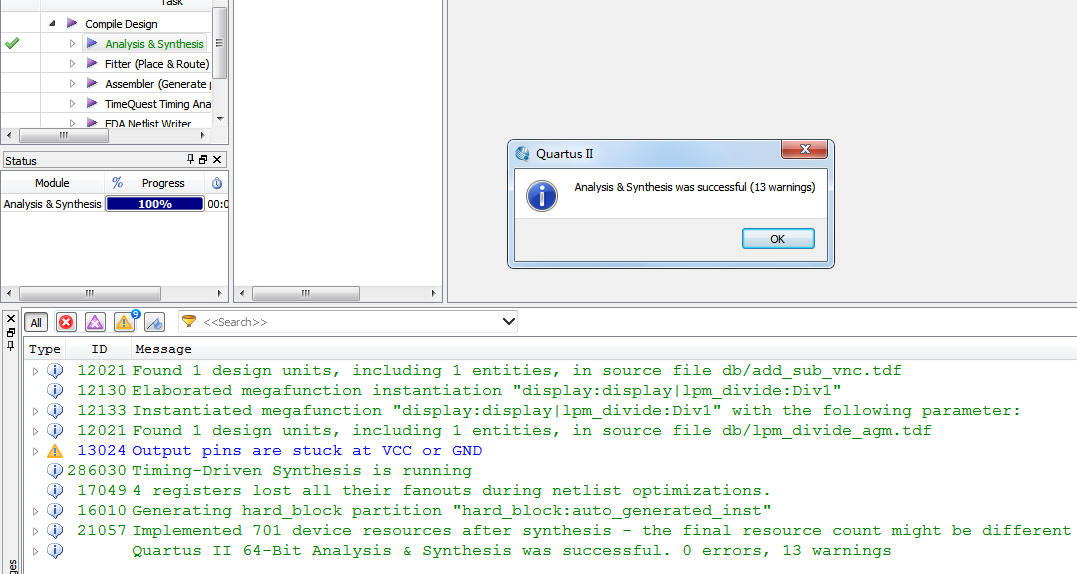 Task
Compile Design
Analysis & Synthesis
Fitter (Place & Route)
Assembler (Generate
TimeQuest Timing Ana
EDA Netlist Writer
Status
Module % Progress
Analysis & Synthesis 100% 00:0
Quartus II
Analysis & Synthesis was successful (13 warnings)
OK
All 9 <<Search>>
Type ID Message
12021 Found 1 design units, including 1 entities, in source file db/add_sub_vnc.tdf
12130 Elaborated megafunction instantiation "display:display|lpm_divide:Div1"
12133 Instantiated megafunction "display:display|lpm_divide:Div1" with the following parameter:
12021 Found 1 design units, including 1 entities, in source file db/lpm_divide_agm.tdf
13024 Output pins are stuck at VCC or GND
286030 Timing-Driven Synthesis is running
17049 4 registers lost all their fanouts during netlist optimizations.
16010 Generating hard_block partition "hard_block:auto_generated_inst"
21057 Implemented 701 device resources after synthesis - the final resource count might be different
Quartus II 64-Bit Analysis & Synthesis was successful. 0 errors, 13 warnings
ges